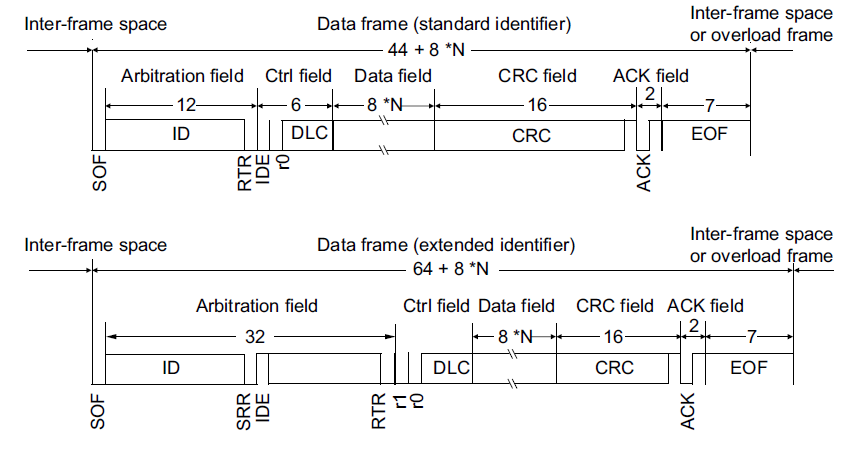 Inter-frame space
Data frame (standard identifier)
Inter-frame space
or overload frame
44 + 8 *N
Arbitration field
Ctrl field
Data field
CRC field
ACK field
12
6
8 *N
16
2
7
ID
DLC
CRC
EOF
SOF
RTR
IDE
r0
ACK
Inter-frame space
Data frame (extended identifier)
Inter-frame space
or overload frame
64 + 8 *N
Arbitration field
Ctrl field
Data field
CRC field
ACK field
32
8 *N
16
2
7
ID
DLC
CRC
EOF
SOF
SRR
IDE
RTR
r1
r0
ACK